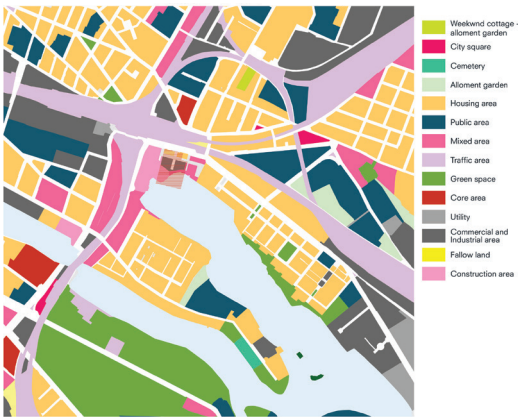 Weekwnd cottage -
alloment garden
City square
Cemetery
Alloment garden
Housing area
Public area
Mixed area
Traffic area
Green space
Core area
Utility
Commercial and
Industrial area
Fallow land
Construction area